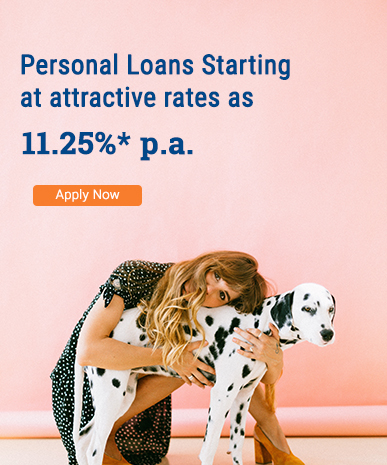 Personal Loans Starting
at attractive rates as
11.25%* p.a.
Apply Now